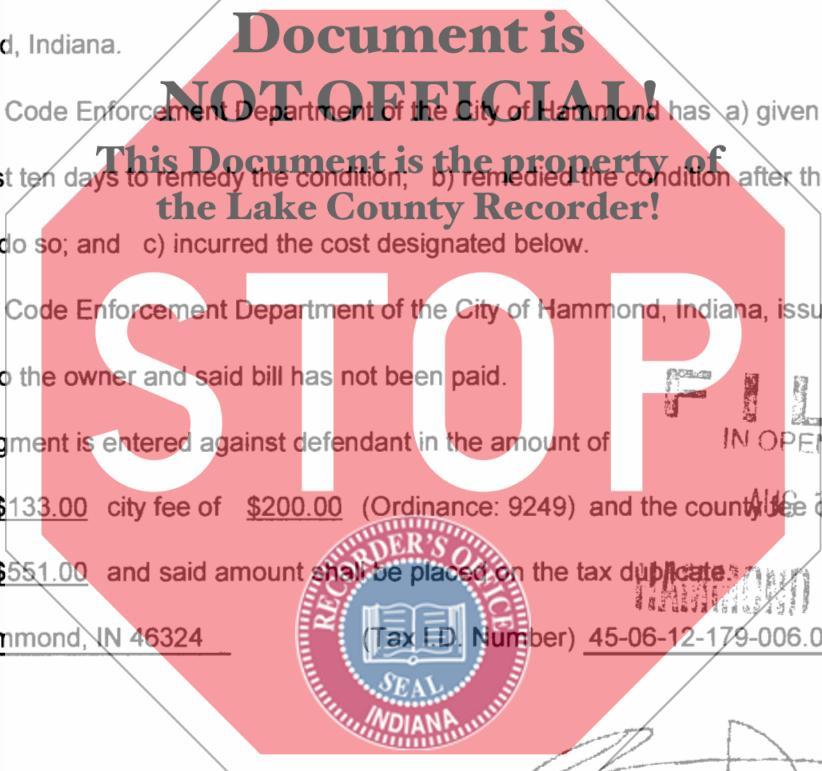 Document is
d, Indiana.
NOT OFFICIAL!
Code Enforcement Department of the City of Hammond has a) given
This Document is the property of
t ten days to remedy the condition; b) remedied the condition after th
the Lake County Recorder!
do so; and c) incurred the cost designated below.
STOP
Code Enforcement Department of the City of Hammond, Indiana, issu
o the owner and said bill has not been paid.
FIL
gment is entered against defendant in the amount of
IN OPEN
$133.00 city fee of $200.00 (Ordinance: 9249) and the county fee o
AUG
$551.00 and said amount shall be placed on the tax duplicate.
HAMMOND
mmond, IN 46324 (Tax I.D. Number) 45-06-12-179-006.0
RECORDER'S OFFICE
SEAL
INDIANA